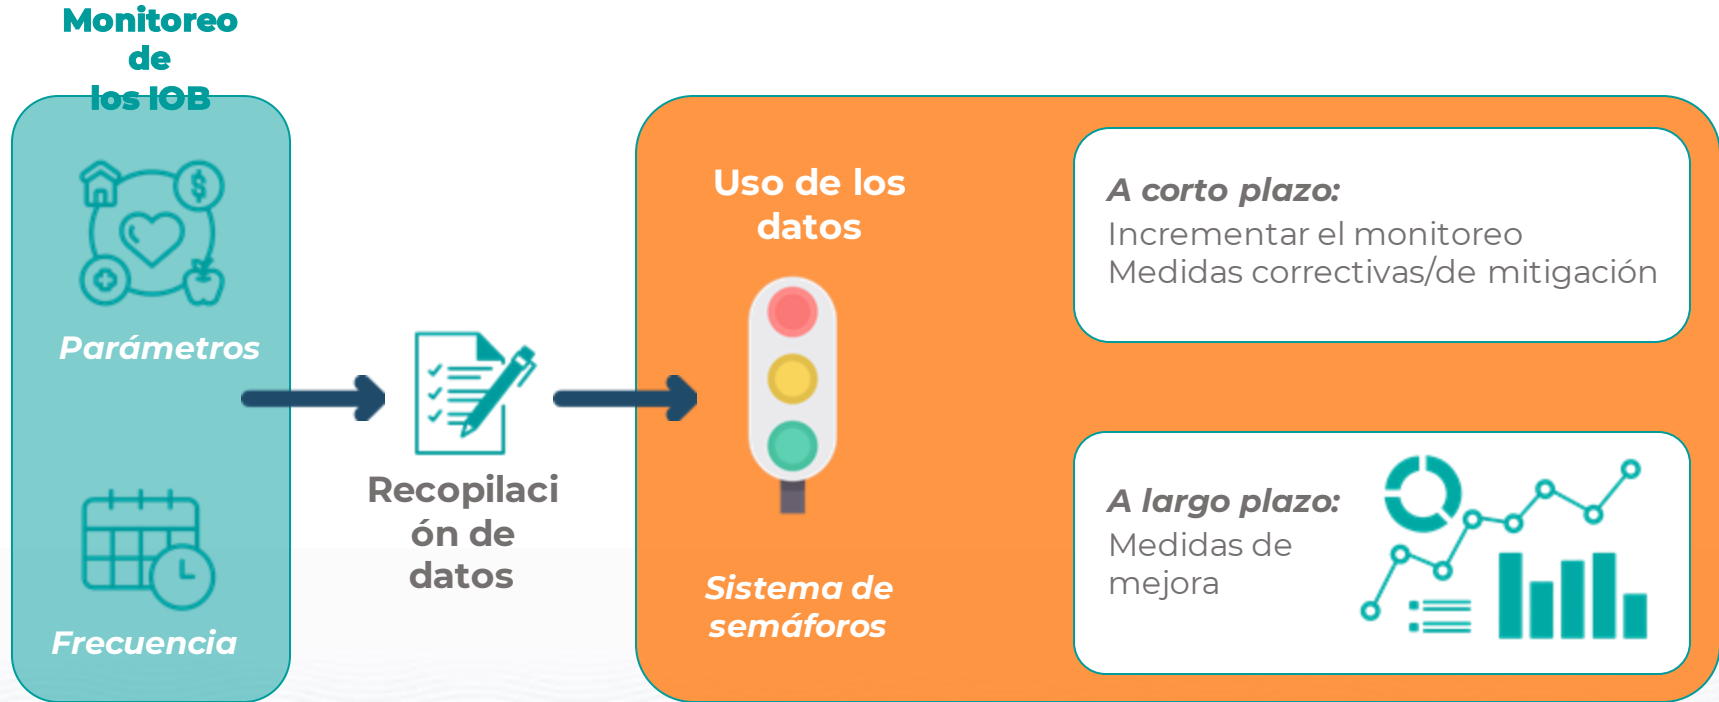 Monitoreo
de
los IOB
Parámetros
Frecuencia
Recopilaci
ón de
datos
Uso de los
datos
Sistema de
semáforos
A corto plazo:
Incrementar el monitoreo
Medidas correctivas/de mitigación
A largo plazo:
Medidas de
mejora